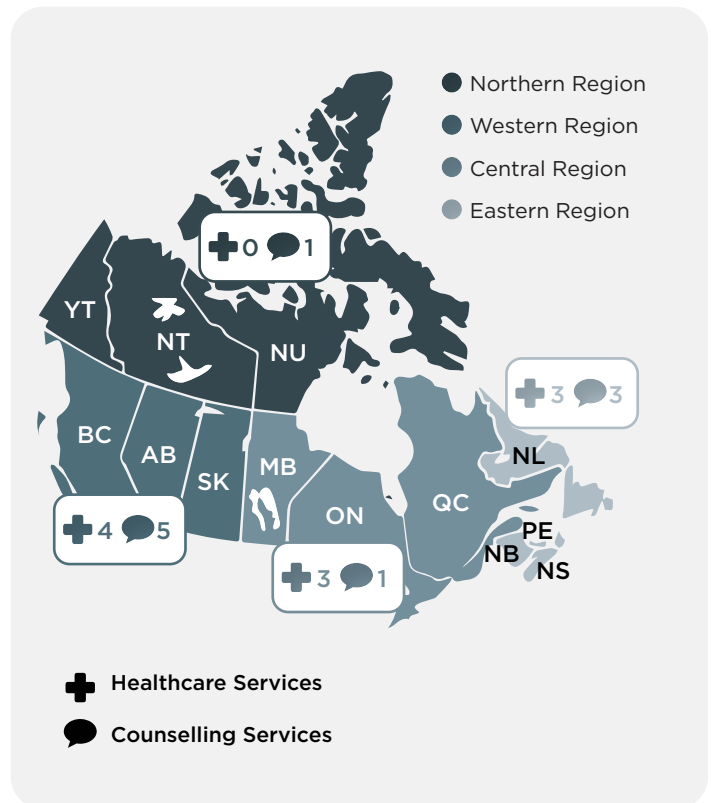 Northern Region
Western Region
Central Region
Eastern Region
0 1
YT
NT
NU
3 3
BC
AB
SK
MB
ON
QC
NL
4 5
PE
NB
NS
3 1
Healthcare Services
Counselling Services